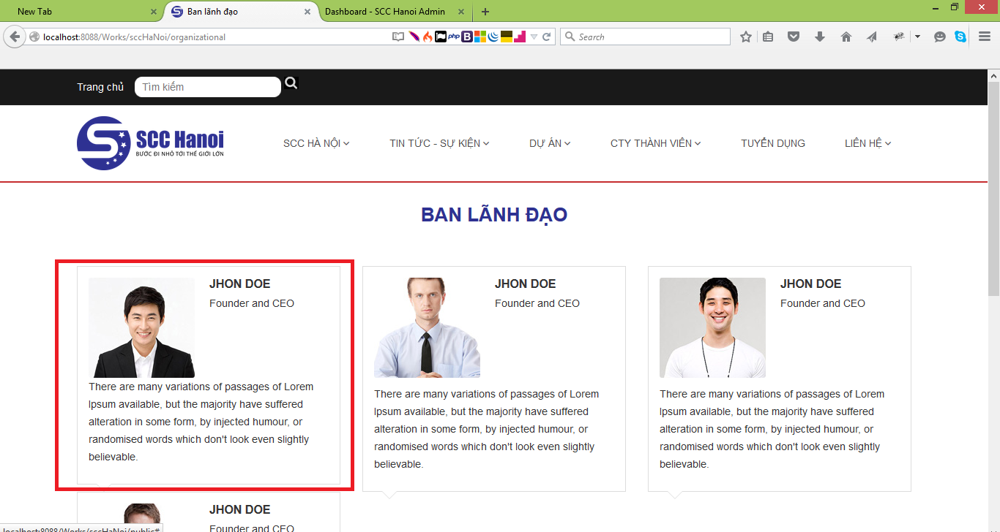 New Tab
Ban lãnh đạo
Dashboard - SCC Hanoi Admin
localhost:8088/Works/sccHaNoi/organizational
php
B
Search
Trang chủ
Tìm kiếm
SCC Hanoi
BƯỚC ĐI NHỎ TỚI THẾ GIỚI LỚN
SCC HÀ NỘI
TIN TỨC - SỰ KIỆN
DỰ ÁN
CTY THÀNH VIÊN
TUYỂN DỤNG
LIÊN HỆ
BAN LÃNH ĐẠO
JHON DOE
Founder and CEO
There are many variations of passages of Lorem
Ipsum available, but the majority have suffered
alteration in some form, by injected humour, or
randomised words which don't look even slightly
believable.
JHON DOE
Founder and CEO
There are many variations of passages of Lorem
Ipsum available, but the majority have suffered
alteration in some form, by injected humour, or
randomised words which don't look even slightly
believable.
JHON DOE
Founder and CEO
There are many variations of passages of Lorem
Ipsum available, but the majority have suffered
alteration in some form, by injected humour, or
randomised words which don't look even slightly
believable.
JHON DOE
Founder and CEO
localhost:8088/Works/sccHaNoi/public#